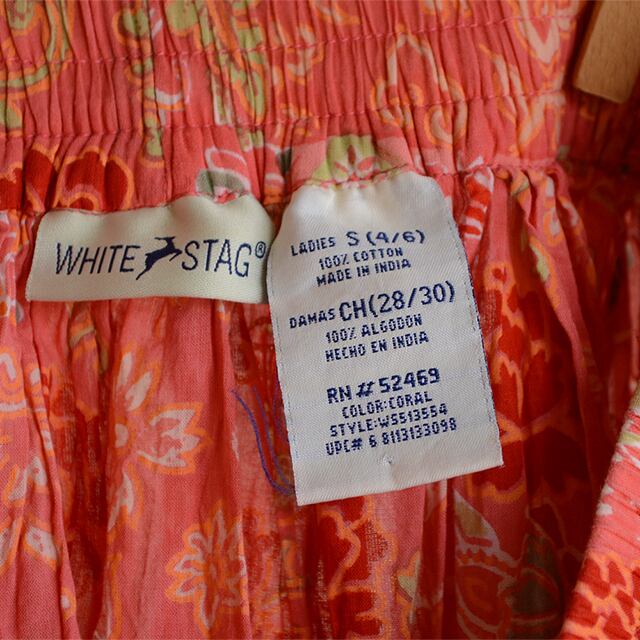 WHITE STAG®
LADIES S (4/6)
100% COTTON
MADE IN INDIA
DAMAS CH(28/30)
100% ALGODON
HECHO EN INDIA
RN # 52469
COLOR:CORAL
STYLE:WS513554
UPC# 6 8113133098